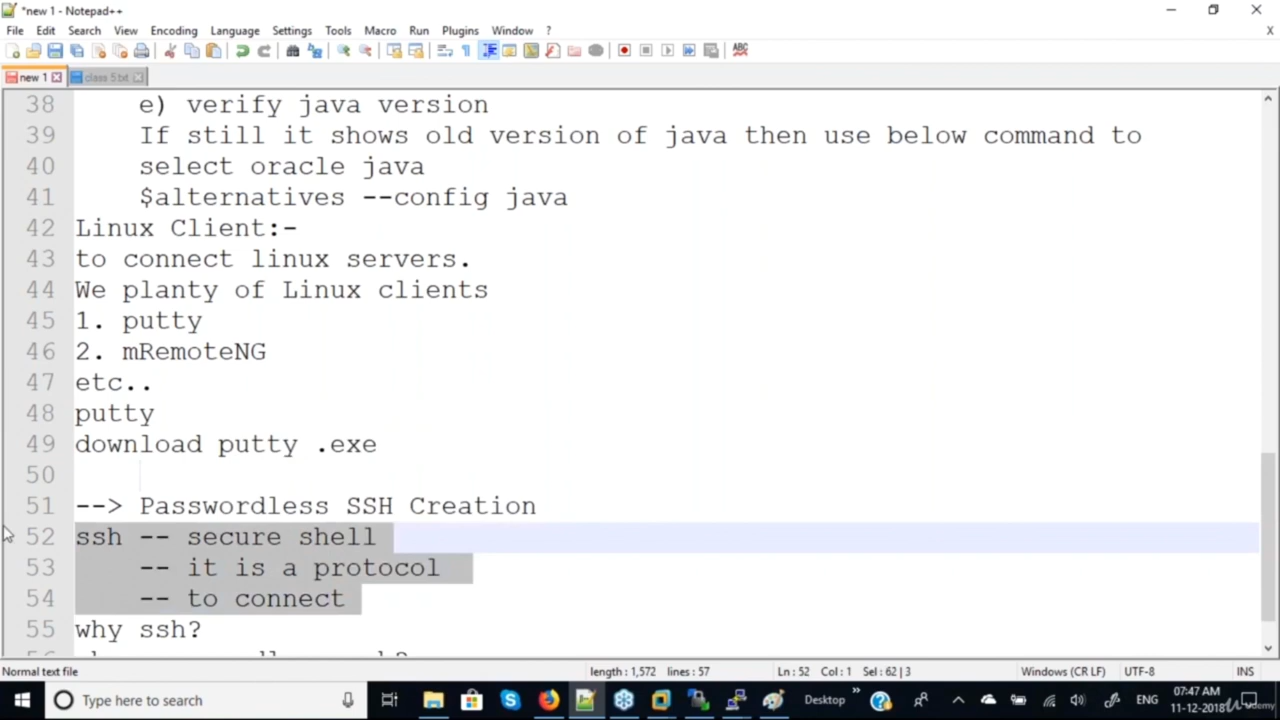 *new 1 - Notepad++
File Edit Search View Encoding Language Settings Tools Macro Run Plugins Window ? X
new 1 class 5.txt
38 e) verify java version
39 If still it shows old version of java then use below command to
40 select oracle java
41 $alternatives --config java
42 Linux Client:-
43 to connect linux servers.
44 We planty of Linux clients
45 1. putty
46 2. mRemoteNG
47 etc..
48 putty
49 download putty .exe
50
51 --> Passwordless SSH Creation
52 ssh -- secure shell
53 -- it is a protocol
54 -- to connect
55 why ssh?
Normal text file length : 1,572 lines : 57 Ln : 52 Col : 1 Sel : 62 | 3 Windows (CR LF) UTF-8 INS
Type here to search Desktop ENG 07:47 AM
11-12-2018 Udemy